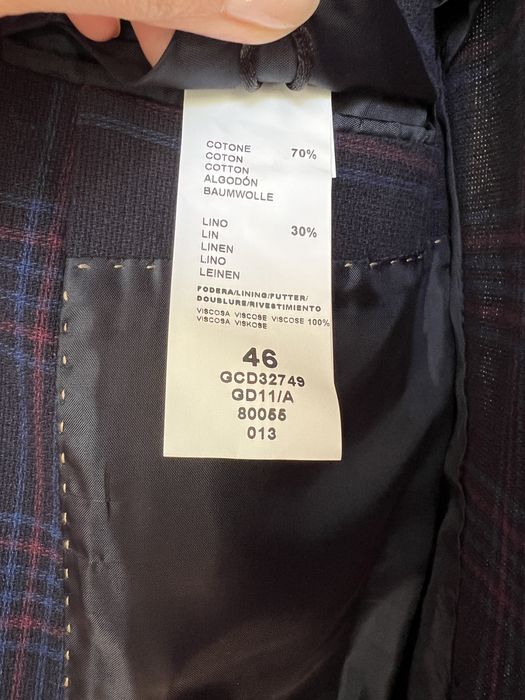 COTONE
COTON 70%
COTTON
ALGODÓN
BAUMWOLLE
LINO
LIN 30%
LINEN
LINO
LEINEN
FODERA/LINING/FUTTER/
DOUBLURE/RIVESTIMIENTO
VISCOSA VISCOSE VISCOSE 100%
VISCOSA VISKOSE
46
GCD32749
GD11/A
80055
013